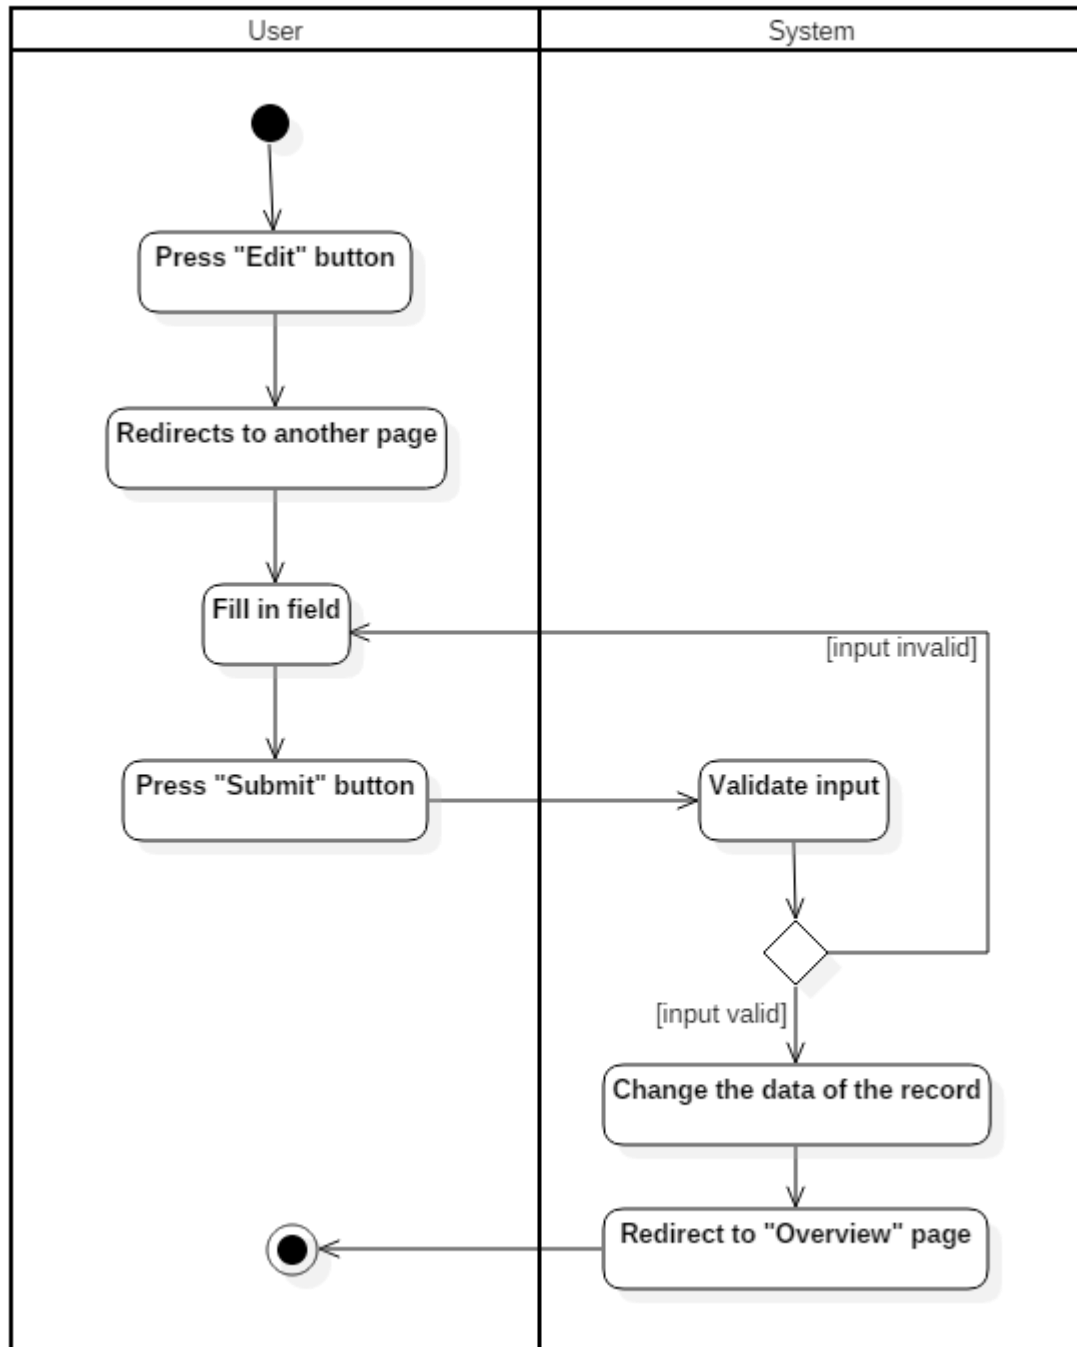 User
System
Press "Edit" button
Redirects to another page
Fill in field
[input invalid]
Press "Submit" button
Validate input
[input valid]
Change the data of the record
Redirect to "Overview" page